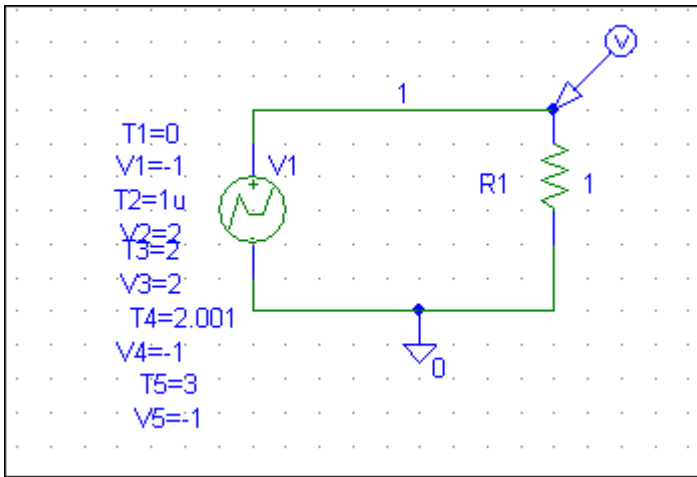 V
1
T1=0
V1=-1
V1
T2=1u
R1
1
V2=2
T3=2
V3=2
T4=2.001
V4=-1
0
T5=3
V5=-1